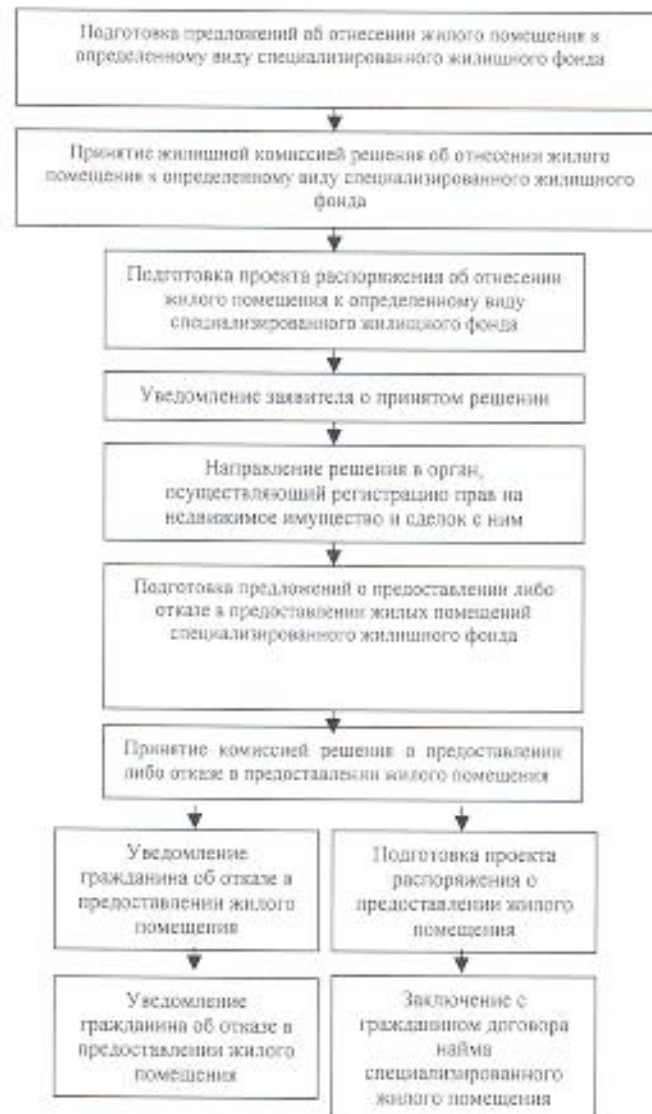 Подготовка предложений об отнесении жилого помещения к
определенному виду специализированного жилищного фонда
Принятие жилищной комиссией решения об отнесении жилого
помещения к определенному виду специализированного жилищного
фонда
Подготовка проекта распоряжения об отнесении
жилого помещения к определенному виду
специализированного жилищного фонда
Уведомление заявителя о принятом решении
Направление решения в орган,
осуществляющий регистрацию прав на
недвижимое имущество и сделок с ним
Подготовка предложений о предоставлении либо
отказе в предоставлении жилых помещений
специализированного жилищного фонда
Принятие комиссией решения о предоставлении
либо отказе в предоставлении жилого помещения
Уведомление
гражданина об отказе в
предоставлении жилого
помещения
Подготовка проекта
распоряжения о
предоставлении жилого
помещения
Уведомление
гражданина об отказе в
предоставлении жилого
помещения
Заключение с
гражданином договора
найма
специализированного
жилого помещения